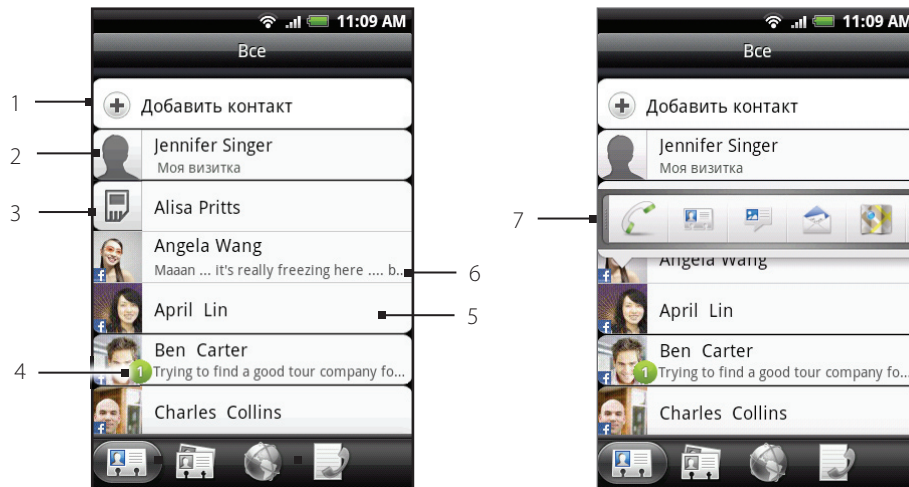 11:09 AM
Все
1
Добавить контакт
2
Jennifer Singer
Моя визитка
3
Alisa Pritts
Angela Wang
Maaan ... it's really freezing here .... b...
6
April Lin
5
Ben Carter
4
1
Trying to find a good tour company fo...
Charles Collins
11:09 AM
Все
Добавить контакт
Jennifer Singer
Моя визитка
7
Angela Wang
April Lin
Ben Carter
1
Trying to find a good tour company fo...
Charles Collins